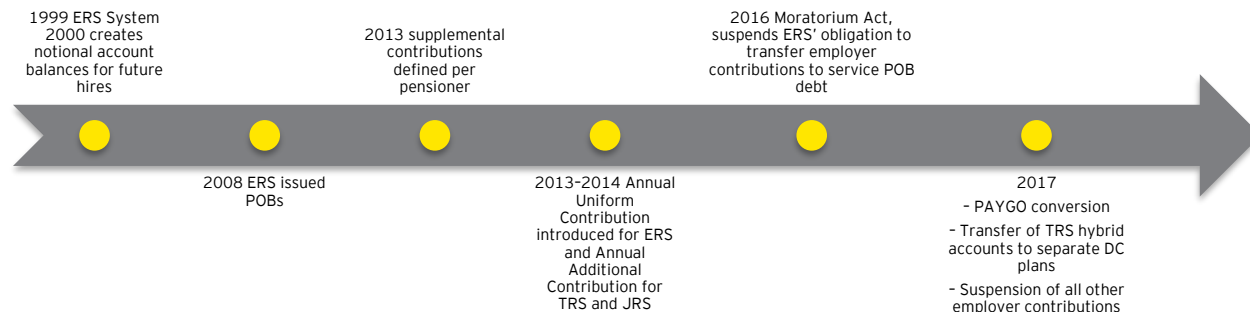 1999 ERS System
2000 creates
notional account
balances for future
hires
2008 ERS issued
POBs
2013 supplemental
contributions
defined per
pensioner
2013–2014 Annual
Uniform
Contribution
introduced for ERS
and Annual
Additional
Contribution for
TRS and JRS
2016 Moratorium Act,
suspends ERS’ obligation to
transfer employer
contributions to service POB
debt
2017
– PAYGO conversion
– Transfer of TRS hybrid
accounts to separate DC
plans
– Suspension of all other
employer contributions